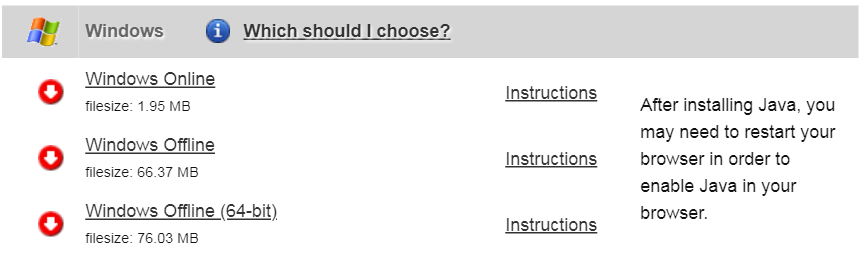 Windows
Which should I choose?
Windows Online
filesize: 1.95 MB
Instructions
Windows Offline
filesize: 66.37 MB
Instructions
Windows Offline (64-bit)
filesize: 76.03 MB
Instructions
After installing Java, you
may need to restart your
browser in order to
enable Java in your
browser.